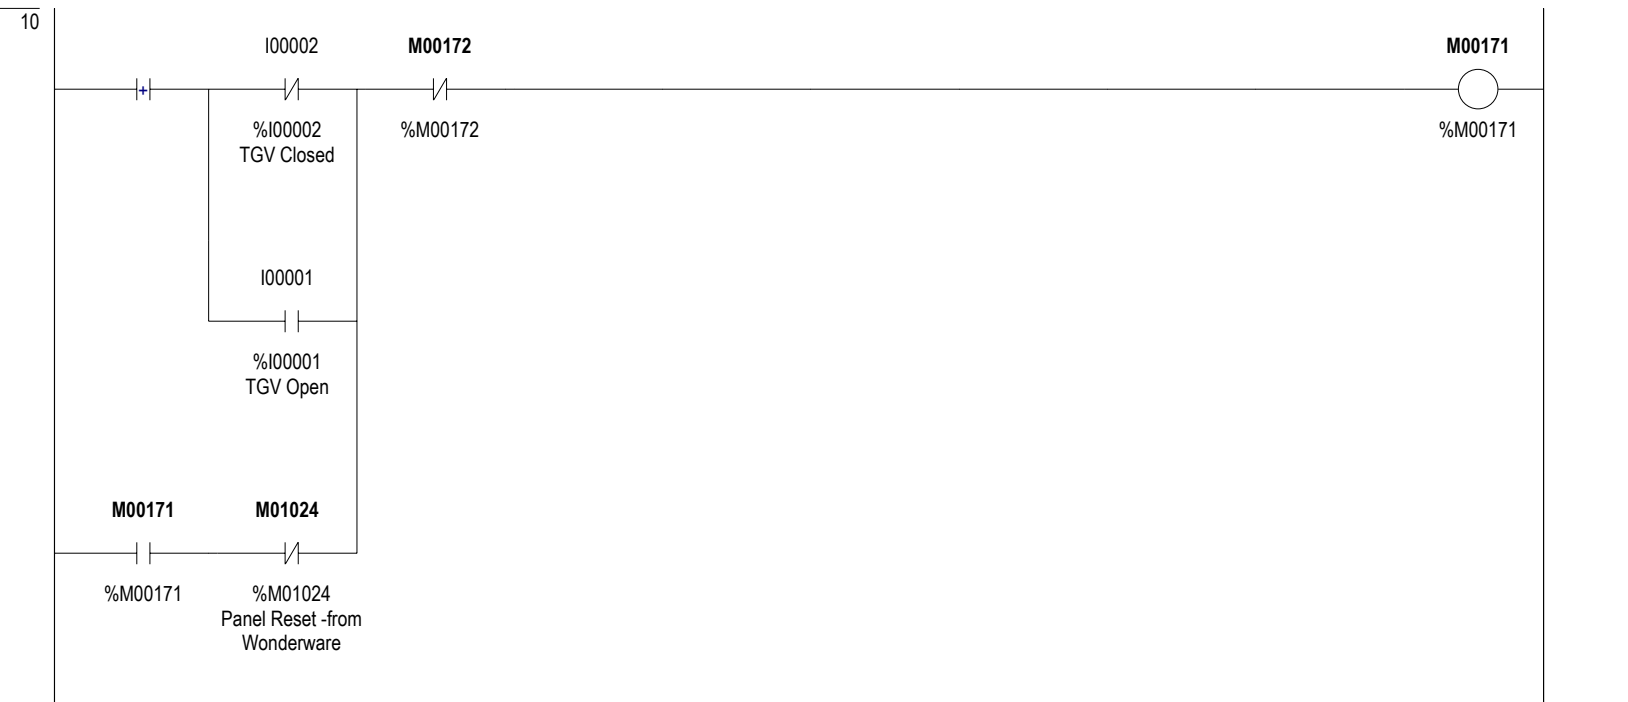 10
I00002
M00172
M00171
+
%I00002
TGV Closed
%M00172
%M00171
I00001
%I00001
TGV Open
M00171
M01024
%M00171
%M01024
Panel Reset -from
Wonderware